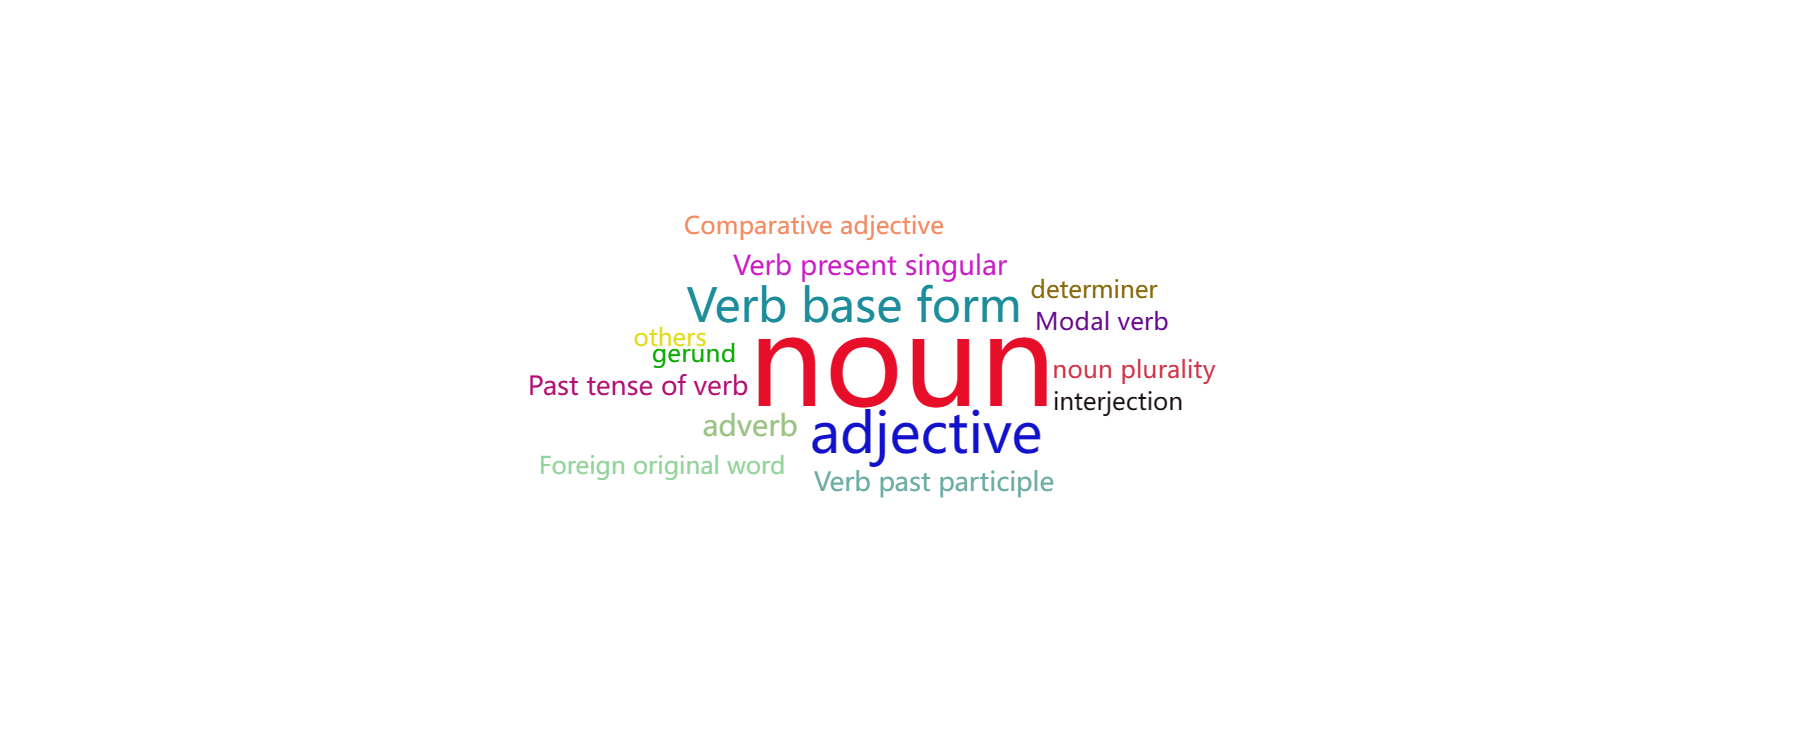 Comparative adjective
Verb present singular
determiner
Verb base form
Modal verb
others
gerund
noun
noun plurality
Past tense of verb
interjection
adverb
adjective
Foreign original word
Verb past participle